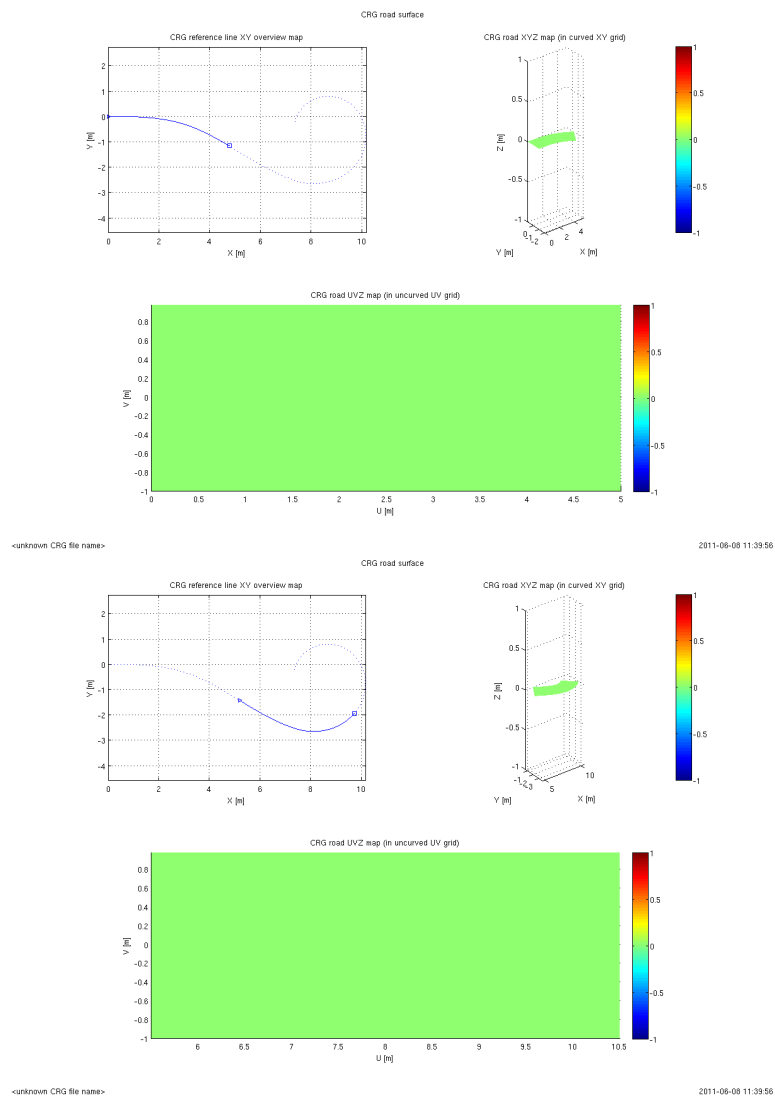 CRG road surface
CRG reference line XY overview map
CRG road XYZ map (in curved XY grid)
2
1
0
-1
-2
-3
-4
Y [m]
0 2 4 6 8 10
X [m]
1
0.5
0
-0.5
-1
Z [m]
0 -1 -2
0 2 4
Y [m]
X [m]
1
0.5
0
-0.5
-1
CRG road UVZ map (in uncurved UV grid)
0.8
0.6
0.4
0.2
0
-0.2
-0.4
-0.6
-0.8
-1
V [m]
0 0.5 1 1.5 2 2.5 3 3.5 4 4.5 5
U [m]
1
0.5
0
-0.5
-1
<unknown CRG file name>
2011-06-08 11:39:56
CRG road surface
CRG reference line XY overview map
CRG road XYZ map (in curved XY grid)
2
1
0
-1
-2
-3
-4
Y [m]
0 2 4 6 8 10
X [m]
1
0.5
0
-0.5
-1
Z [m]
-1 -2 -3
5 10
Y [m]
X [m]
1
0.5
0
-0.5
-1
CRG road UVZ map (in uncurved UV grid)
0.8
0.6
0.4
0.2
0
-0.2
-0.4
-0.6
-0.8
-1
V [m]
6 6.5 7 7.5 8 8.5 9 9.5 10 10.5
U [m]
1
0.5
0
-0.5
-1
<unknown CRG file name>
2011-06-08 11:39:56